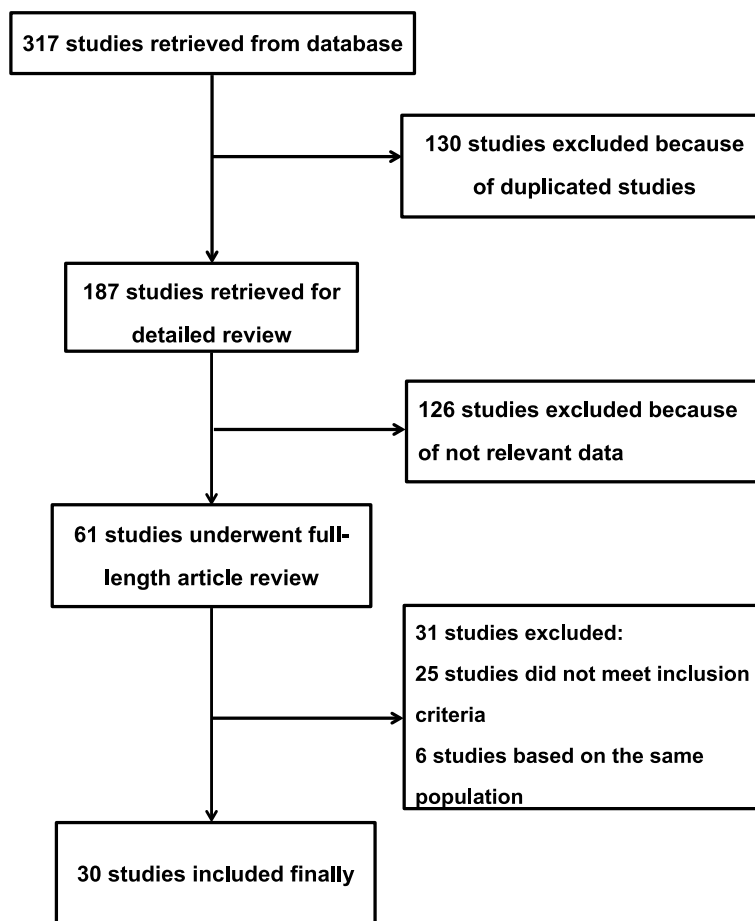 317 studies retrieved from database
130 studies excluded because
of duplicated studies
187 studies retrieved for
detailed review
126 studies excluded because
of not relevant data
61 studies underwent full-
length article review
31 studies excluded:
25 studies did not meet inclusion
criteria
6 studies based on the same
population
30 studies included finally